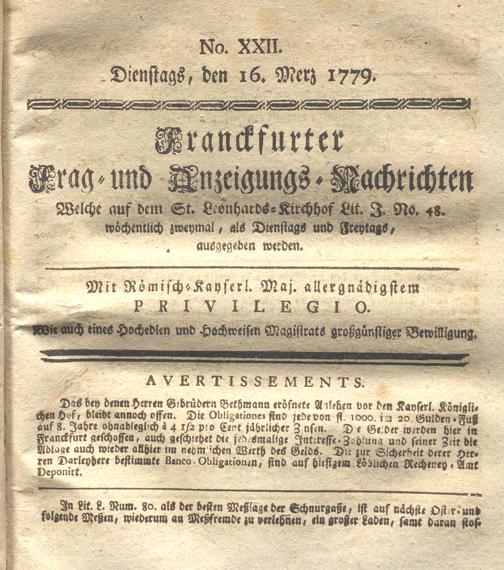 No. XXII.
Dienstags, den 16. Merz 1779.
Franckfurter
Frag- und Anzeigungs-Nachrichten
Welche auf dem St. Leonhards-Kirchhof Lit. J. No. 48.
wöchentlich zweymal, als Dienstags und Freytags,
ausgegeben werden.
Mit Römisch-Kayserl. Maj. allergnädigstem
PRIVILEGIO.
Wie auch eines Hochedlen und Hochweisen Magistrats großgünstiger Bewilligung.
AVERTISSEMENTS.
Das bey denen Herren Gebrüdern Bethmann eröfnete Anlehen vor den Kayserl. Königli-
chen Hof, bleibt annoch offen. Die Obligationes sind jede von fl. 1000. im 20. Gulden-Fuß
auf 8. Jahre ohnableglich à 4 1/2 pro Cent jährlicher Zinsen. Die Gelder werden hier in
Franckfurt geschossen, auch geschiehet die jedesmalige Interesse-Zahlung und seiner Zeit die
Ablage auch wieder allhier im nehmlichen Werth des Gelds. Die zur Sicherheit derer Her-
ren Darleyhere bestimmte Banco-Obligationen, sind auf hiesigem Löblichen Recheney-Amt
Deponirt.
In Lit. L. Num. 80. als der besten Meßlage der Schnurgasse, ist auf nächste Oster- und
folgende Meßen, wiederum an Meßfremde zu verlehnen, ein großer Laden, samt daran stos-